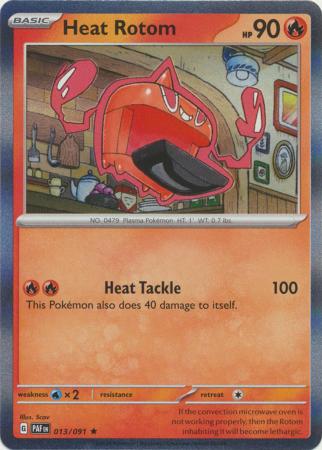 BASIC
Heat Rotom
HP 90
NO. 0479 Plasma Pokémon HT: 1' WT: 0.7 lbs.
Heat Tackle 100
This Pokémon also does 40 damage to itself.
weakness ×2 resistance retreat
Illus. Scav
G PAF EN 013/091 ★
If the convection microwave oven is
not working properly, then the Rotom
inhabiting it will become lethargic.